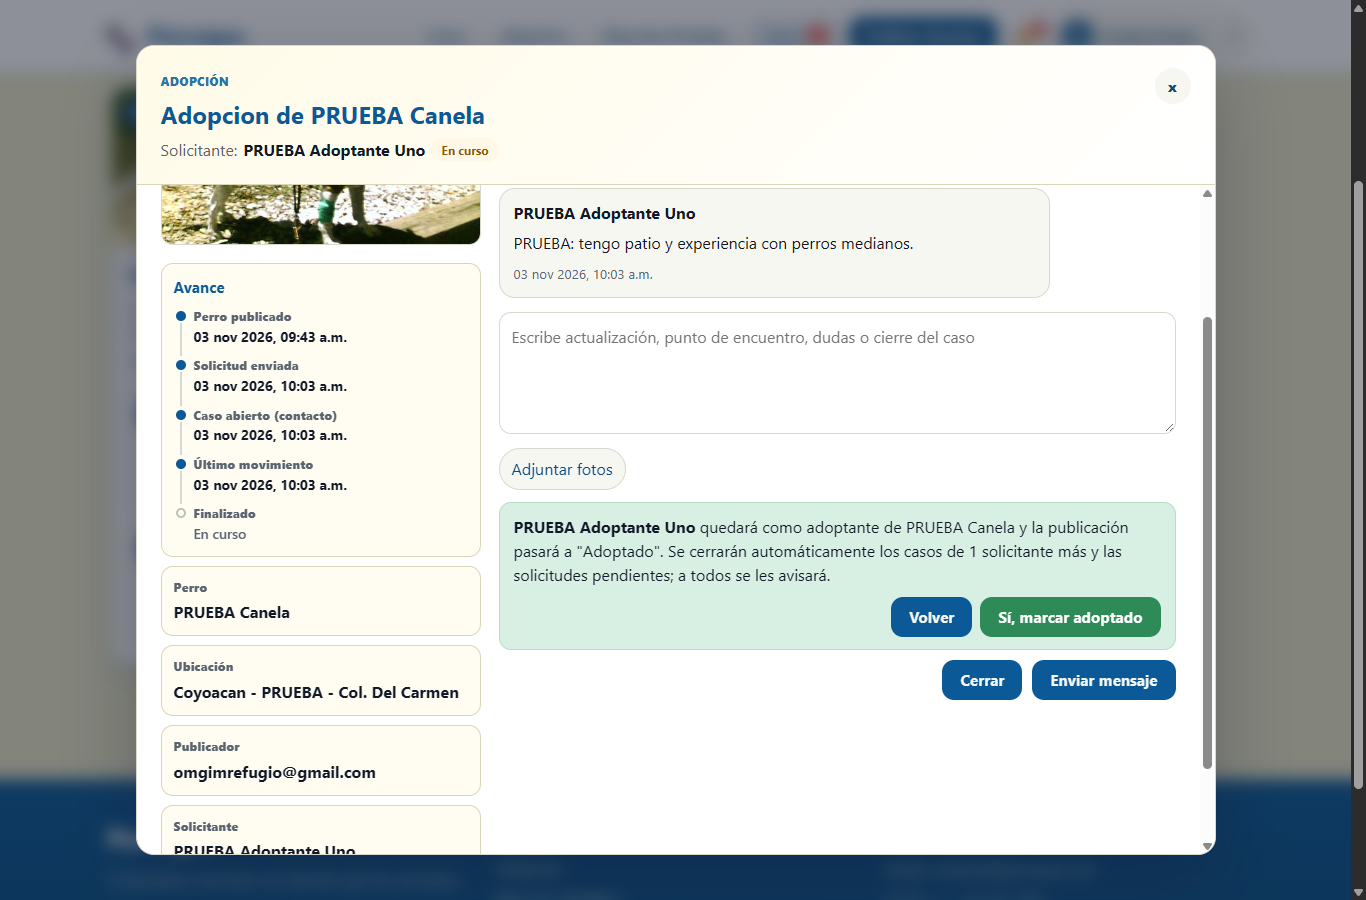 ADOPCIÓN
Adopcion de PRUEBA Canela
Solicitante: PRUEBA Adoptante Uno En curso
x
Avance
Perro publicado
03 nov 2026, 09:43 a.m.
Solicitud enviada
03 nov 2026, 10:03 a.m.
Caso abierto (contacto)
03 nov 2026, 10:03 a.m.
Último movimiento
03 nov 2026, 10:03 a.m.
Finalizado
En curso
Perro
PRUEBA Canela
Ubicación
Coyoacan - PRUEBA - Col. Del Carmen
Publicador
omgimrefugio@gmail.com
Solicitante
PRUEBA Adoptante Uno
PRUEBA Adoptante Uno
PRUEBA: tengo patio y experiencia con perros medianos.
03 nov 2026, 10:03 a.m.
Escribe actualización, punto de encuentro, dudas o cierre del caso
Adjuntar fotos
PRUEBA Adoptante Uno quedará como adoptante de PRUEBA Canela y la publicación
pasará a "Adoptado". Se cerrarán automáticamente los casos de 1 solicitante más y las
solicitudes pendientes; a todos se les avisará.
Volver
Sí, marcar adoptado
Cerrar
Enviar mensaje